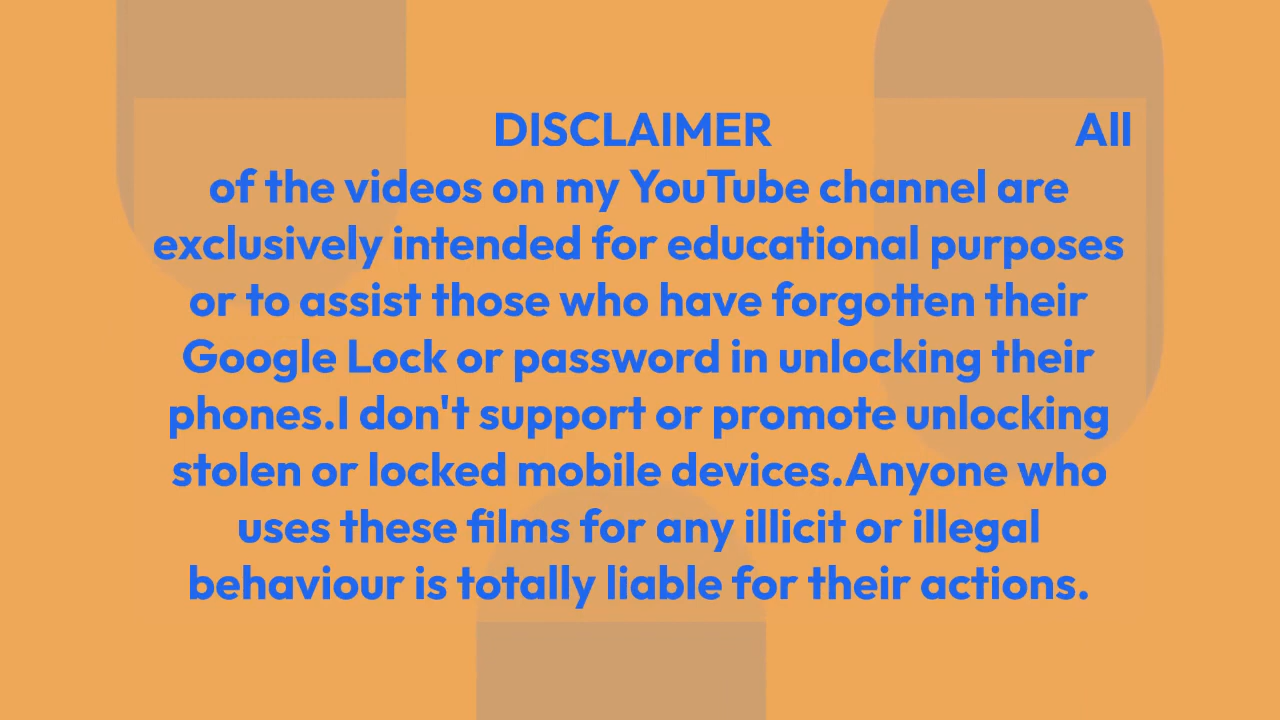 DISCLAIMER All
of the videos on my YouTube channel are
exclusively intended for educational purposes
or to assist those who have forgotten their
Google Lock or password in unlocking their
phones.I don't support or promote unlocking
stolen or locked mobile devices.Anyone who
uses these films for any illicit or illegal
behaviour is totally liable for their actions.